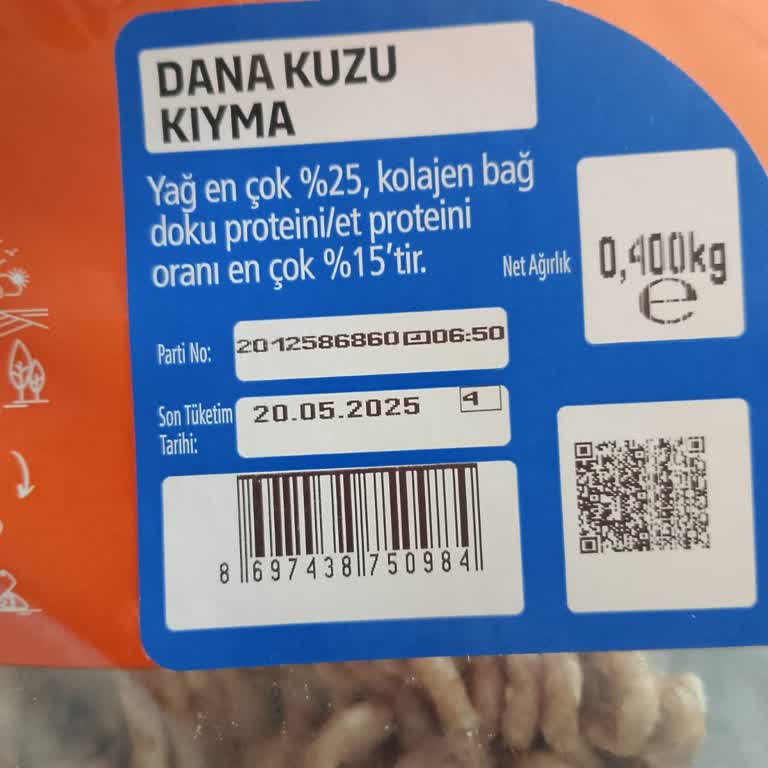 DANA KUZU
KIYMA
Yağ en çok %25, kolajen bağ
doku proteini/et proteini
oranı en çok %15'tir.
Net Ağırlık
0,400kg
e
Parti No:
2012586860 06:50
Son Tüketim
Tarihi:
20.05.2025
4
8 697438 750984